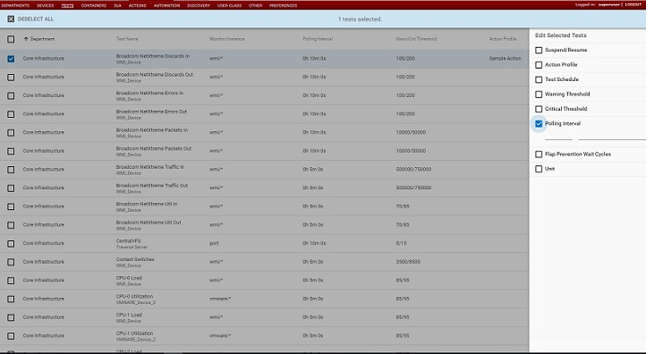 DEPARTMENTS DEVICES TESTS CONTAINERS SLA ACTIONS AUTOMATION DISCOVERY USER CLASS OTHER PREFERENCES Logged in: superuser | LOGOUT
DESELECT ALL 1 tests selected.
Department Test Name Monitor/Instance Polling Interval Warn/Crit Threshold Action Profile
Core Infrastructure Broadcom NetXtreme Discards In wmi/* 0h 10m 0s 100/200 Sample Action
WMI_Device
Core Infrastructure Broadcom NetXtreme Discards Out wmi/* 0h 10m 0s 100/200
WMI_Device
Core Infrastructure Broadcom NetXtreme Errors In wmi/* 0h 10m 0s 100/200
WMI_Device
Core Infrastructure Broadcom NetXtreme Errors Out wmi/* 0h 10m 0s 100/200
WMI_Device
Core Infrastructure Broadcom NetXtreme Packets In wmi/* 0h 10m 0s 10000/50000
WMI_Device
Core Infrastructure Broadcom NetXtreme Packets Out wmi/* 0h 10m 0s 10000/50000
WMI_Device
Core Infrastructure Broadcom NetXtreme Traffic In wmi/* 0h 5m 0s 500000/750000
WMI_Device
Core Infrastructure Broadcom NetXtreme Traffic Out wmi/* 0h 5m 0s 500000/750000
WMI_Device
Core Infrastructure Broadcom NetXtreme Util In wmi/* 0h 5m 0s 70/85
WMI_Device
Core Infrastructure Broadcom NetXtreme Util Out wmi/* 0h 5m 0s 70/85
WMI_Device
Core Infrastructure port 0h 10m 0s 5/15
Traverse-Server
Core Infrastructure Context Switches wmi/* 0h 5m 0s 3500/8500
WMI_Device
Core Infrastructure CPU-0 Load wmi/* 0h 5m 0s 85/95
WMI_Device
Core Infrastructure CPU-0 Utilization vmware/* 0h 5m 0s 85/95
VMWARE_Device_2
Core Infrastructure CPU-1 Load wmi/* 0h 5m 0s 85/95
WMI_Device
Core Infrastructure CPU-1 Utilization vmware/* 0h 5m 0s 85/95
VMWARE_Device_2
Edit Selected Tests
Suspend/Resume
Action Profile
Test Schedule
Warning Threshold
Critical Threshold
Polling Interval
Flap Prevention Wait Cycles
Unit